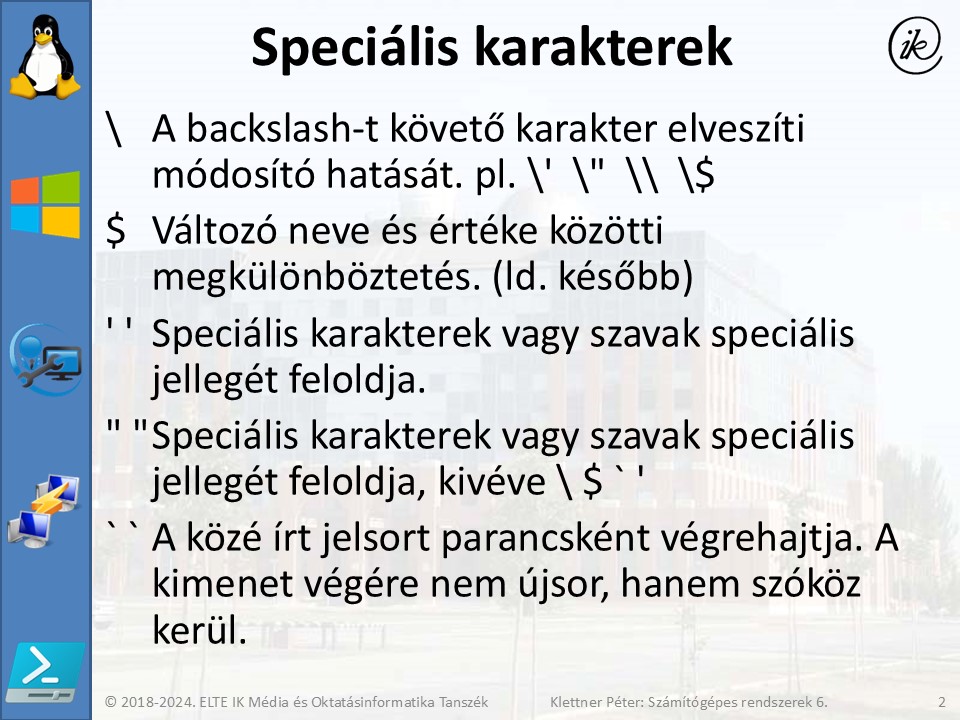 Speciális karakterek
ik
\ A backslash-t követő karakter elveszíti
módosító hatását. pl. \' \" \\ \$
$ Változó neve és értéke közötti
megkülönböztetés. (ld. később)
' ' Speciális karakterek vagy szavak speciális
jellegét feloldja.
" " Speciális karakterek vagy szavak speciális
jellegét feloldja, kivéve \ $ ` '
` ` A közé írt jelsort parancsként végrehajtja. A
kimenet végére nem újsor, hanem szóköz
kerül.
© 2018-2024. ELTE IK Média és Oktatásinformatika Tanszék Klettner Péter: Számítógépes rendszerek 6. 2